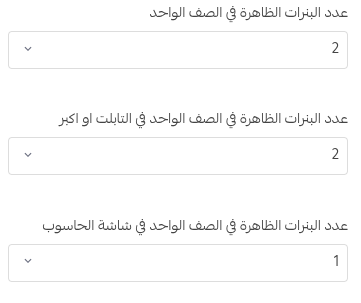 عدد البنرات الظاهرة في الصف الواحد
2
عدد البنرات الظاهرة في الصف الواحد في التابلت او اكبر
2
عدد البنرات الظاهرة في الصف الواحد في شاشة الحاسوب
1